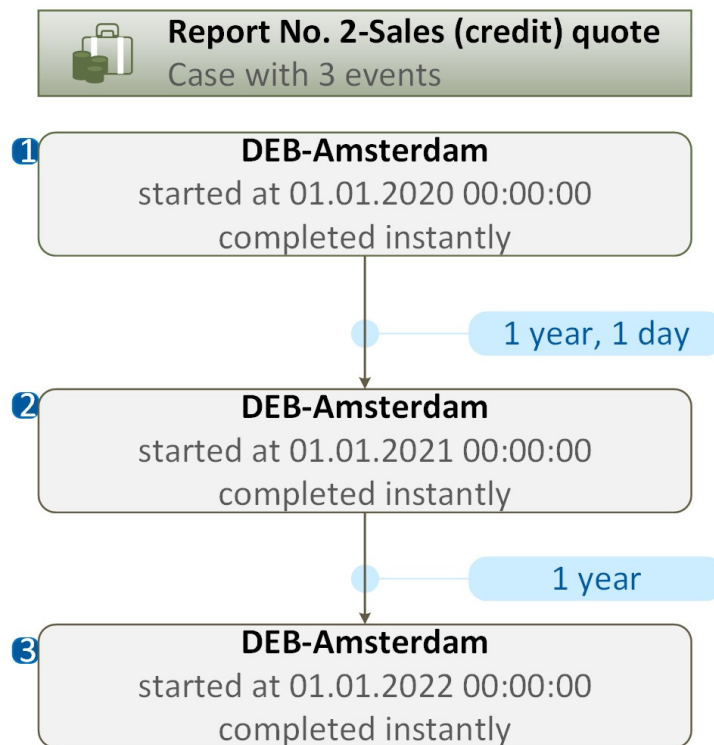 Report No. 2-Sales (credit) quote
Case with 3 events
1
DEB-Amsterdam
started at 01.01.2020 00:00:00
completed instantly
1 year, 1 day
2
DEB-Amsterdam
started at 01.01.2021 00:00:00
completed instantly
1 year
3
DEB-Amsterdam
started at 01.01.2022 00:00:00
completed instantly